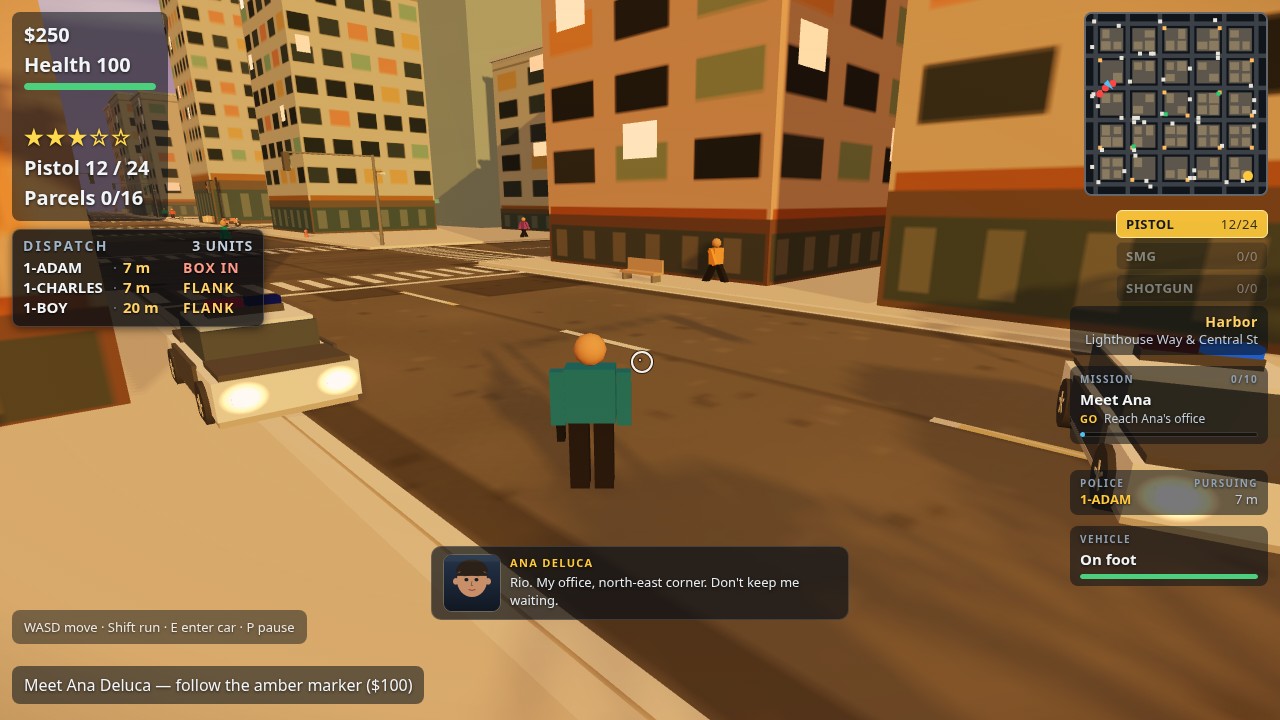 $250
Health 100
★★★☆☆
Pistol 12 / 24
Parcels 0/16
DISPATCH 3 UNITS
1-ADAM · 7 m BOX IN
1-CHARLES · 7 m FLANK
1-BOY · 20 m FLANK
PISTOL 12/24
SMG 0/0
SHOTGUN 0/0
Harbor
Lighthouse Way & Central St
MISSION 0/10
Meet Ana
GO Reach Ana's office
POLICE PURSUING
1-ADAM 7 m
VEHICLE
On foot
ANA DELUCA
Rio. My office, north-east corner. Don't keep me
waiting.
WASD move · Shift run · E enter car · P pause
Meet Ana Deluca — follow the amber marker ($100)